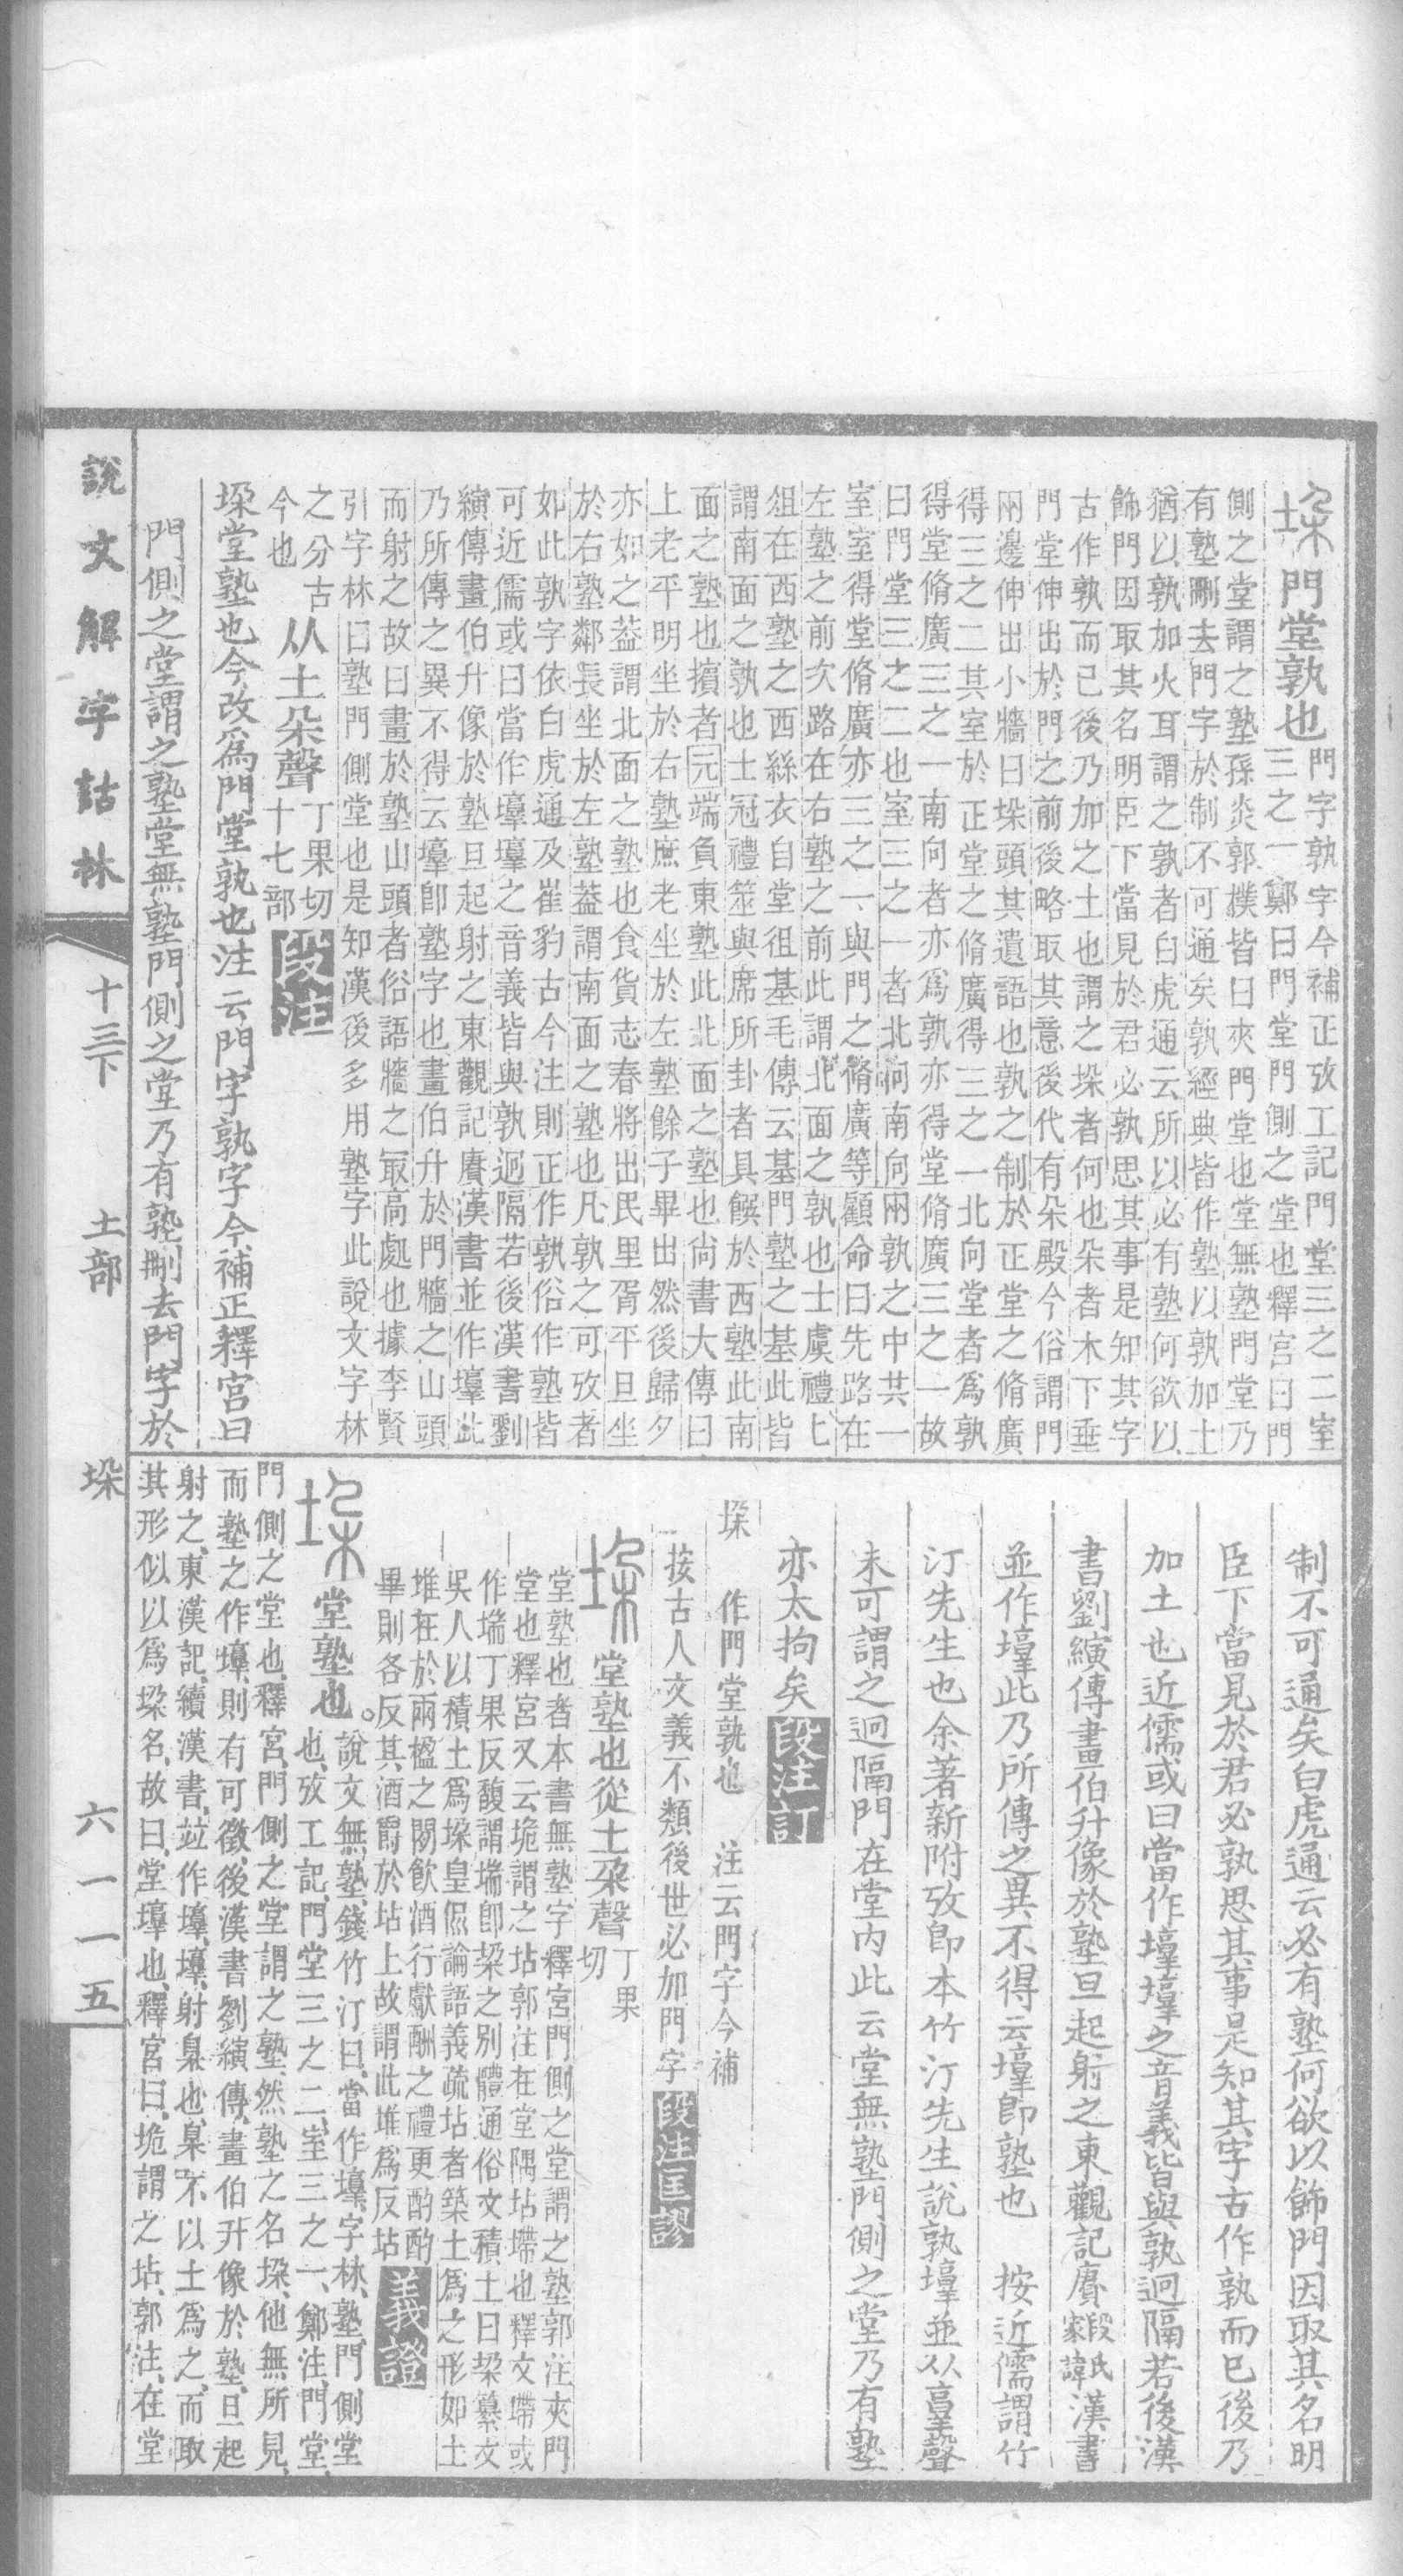 垛門堂孰也門字孰字今補正攷工記門堂三之二室
三之一鄭曰門堂門側之堂也釋宮曰門
側之堂謂之塾孫炎郭樸皆曰夾門堂也堂無塾門堂乃
有塾刪去門字於制不可通矣孰經典皆作塾以孰加土
猶以孰加火耳謂之孰者白虎通云所以必有塾何欲以
飾門因取其名明臣下當見於君必孰思其事是知其字
古作孰而已後乃加之土也謂之垛者何也朵者木下垂
門堂伸出於門之前後略取其意後代有朵殿今俗謂門
兩邊伸出小牆曰垛頭其遺語也孰之制於正堂之脩廣
得三之二其室於正堂之脩廣得三之一北向堂者爲孰
得堂脩廣三之一南向者亦爲孰亦得堂脩廣三之一故
曰門堂三之二也室三之一者北向南向兩孰之中共一
室室得堂脩廣亦三之一與門之脩廣等顧命曰先路在
左塾之前次路在右塾之前此謂北面之孰也士虞禮匕
俎在西塾之西絲衣自堂徂基毛傳云基門塾之基此皆
謂南面之孰也士冠禮筮與席所卦者具饌於西塾此南
面之塾也擯者元端負東塾此北面之塾也尙書大傳曰
上老平明坐於右塾庶老坐於左塾餘子畢出然後歸夕
亦如之葢謂北面之塾也食貨志春將出民里胥平旦坐
於右塾鄰長坐於左塾葢謂南面之塾也凡孰之可攷者
如此孰字依白虎通及崔豹古今注則正作孰俗作塾皆
可近儒或曰當作埻埻之音義皆與孰迥隔若後漢書劉
縯傳畫伯升像於塾旦起射之東觀記賡漢書並作埻此
乃所傳之異不得云埻卽塾字也畫伯升於門牆之山頭
而射之故曰畫於塾山頭者俗語牆之冣高處也據李賢
引字林曰塾門側堂也是知漢後多用塾字此說文字林
之分古今也从土朵聲丁果切十七部段注
垛堂塾也今改爲門堂孰也注云門字孰字今補正釋宮曰
門側之堂謂之塾堂無塾門側之堂乃有塾刪去門字於
制不可通矣白虎通云必有塾何欲以飾門因取其名明
臣下當見於君必孰思其事是知其字古作孰而已後乃
加土也近儒或曰當作埻埻之音義皆與孰迥隔若後漢
書劉縯傳畫伯升像於塾旦起射之東觀記賡段氏家諱漢書
並作埻此乃所傳之異不得云埻卽塾也 按近儒謂竹
汀先生也余著新附攷卽本竹汀先生說孰埻並从𦎧聲
未可謂之迥隔門在堂內此云堂無塾門側之堂乃有塾
亦太拘矣段注訂
垛 作門堂孰也 注云門字今補
按古人文義不類後世必加門字段注匡謬
垛堂塾也從土朶聲丁果切
堂塾也者本書無塾字釋宮門側之堂謂之塾郭注夾門
堂也釋宮又云垝謂之坫郭注在堂隅坫𡏭也釋文𡏭或
作墆丁果反馥謂墆卽垜之別體通俗文積土曰垜纂文
吳人以積土爲垛皇侃論語義疏坫者築土爲之形如土
堆在於兩楹之閒飲酒行獻酬之禮更酌酌
畢則各反其酒爵於坫上故謂此堆爲反坫義證
垛堂塾也。說文無塾錢竹汀曰當作埻字林塾門側堂
也攷工記門堂三之二室三之一鄭注門堂
門側之堂也釋宮門側之堂謂之塾然塾之名垛他無所見
而塾之作埻則有可徵後漢書劉縯傳畫伯升像於塾旦起
射之東漢記續漢書竝作埻埻射臬也臬不以土爲之而取
其形似以爲垛名故曰堂埻也釋宮曰垝謂之坫郭注在堂
說文解字詁林 十三下 土部 垛 六一一五